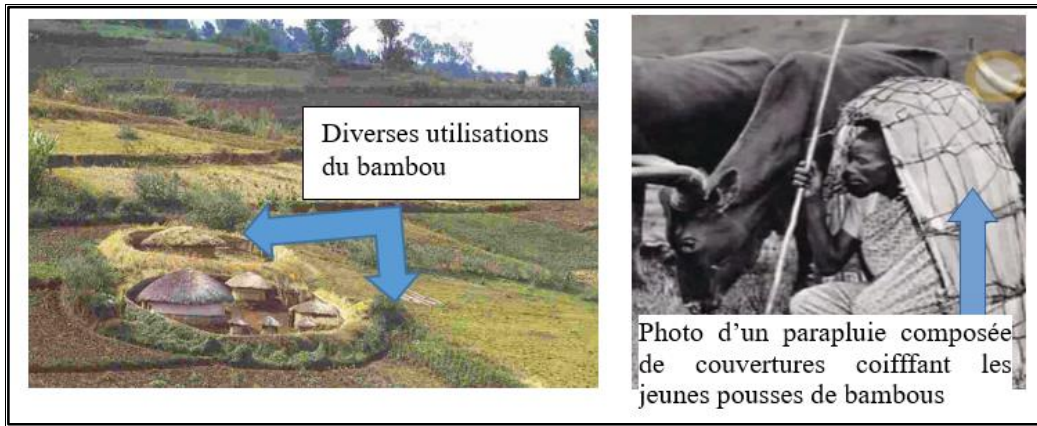 Diverses utilisations
du bambou
Photo d’un parapluie composée
de couvertures coifffant les
jeunes pousses de bambous